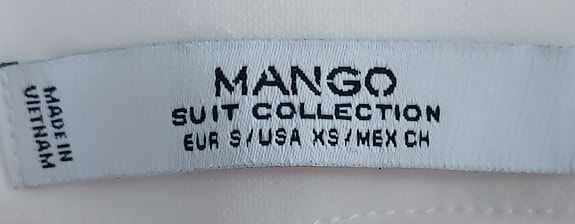 MANGO
SUIT COLLECTION
EUR S/USA XS/MEX CH
MADE IN
VIETNAM